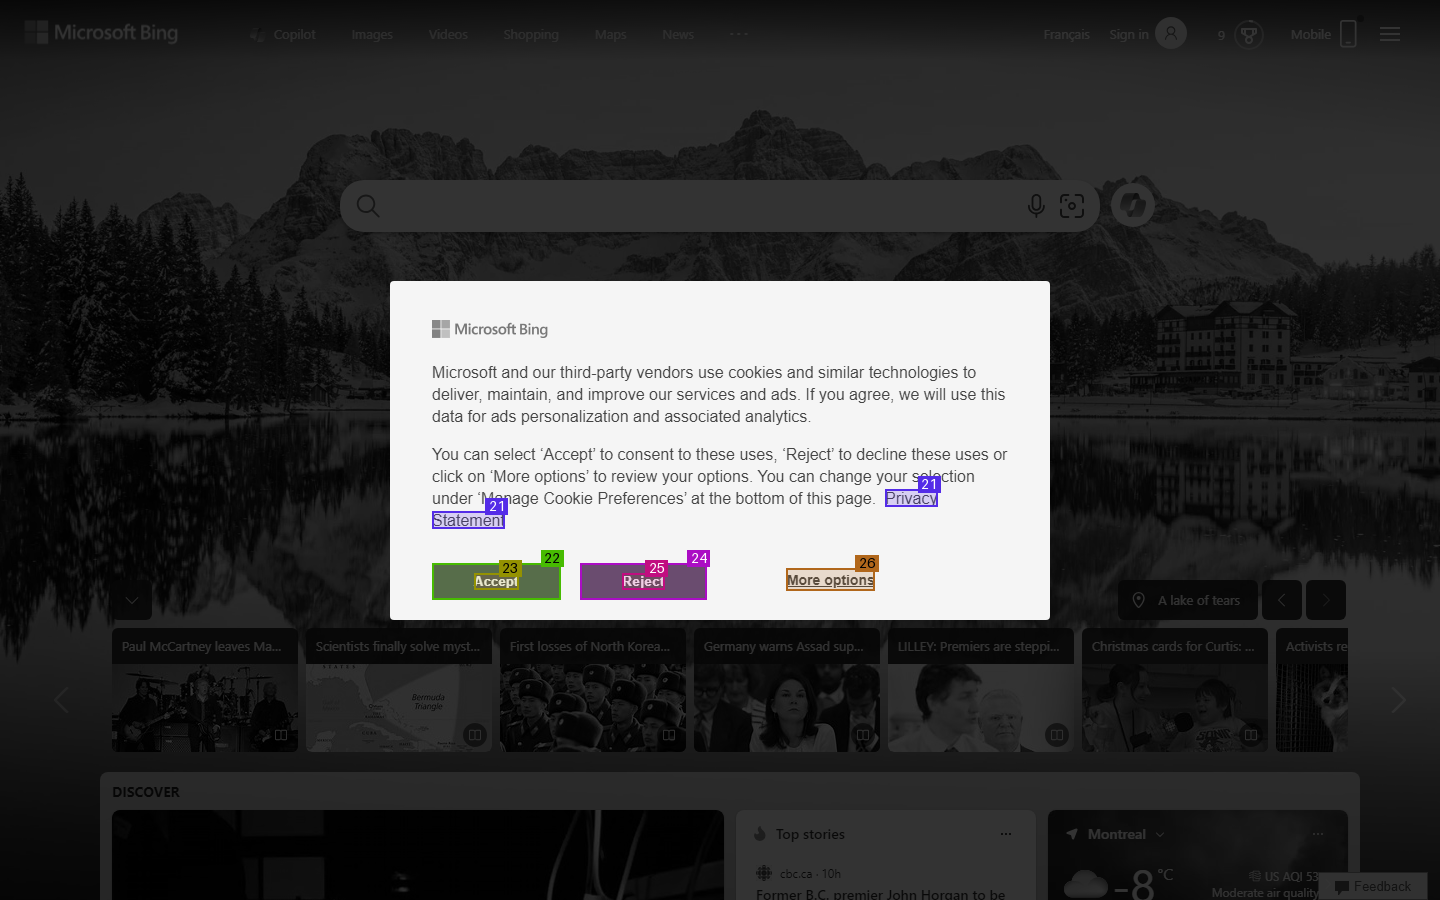 Microsoft Bing
Copilot
Images
Videos
Shopping
Maps
News
Français
Sign in
9
Mobile
Microsoft Bing
Microsoft and our third-party vendors use cookies and similar technologies to
deliver, maintain, and improve our services and ads. If you agree, we will use this
data for ads personalization and associated analytics.
You can select ‘Accept’ to consent to these uses, ‘Reject’ to decline these uses or
click on ‘More options’ to review your options. You can change your selection
21
under ‘Manage Cookie Preferences’ at the bottom of this page. Privacy
21
Statement
22
23
Accept
24
25
Reject
26
More options
A lake of tears
Paul McCartney leaves Ma...
Scientists finally solve myst...
Bermuda
Triangle
First losses of North Korea...
Germany warns Assad sup...
LILLEY: Premiers are steppi...
Christmas cards for Curtis: ...
Activists re
DISCOVER
Top stories
cbc.ca · 10h
Former B.C. premier John Horgan to be
Montreal
-8°C
US AQI 53
Moderate air quality
Feedback